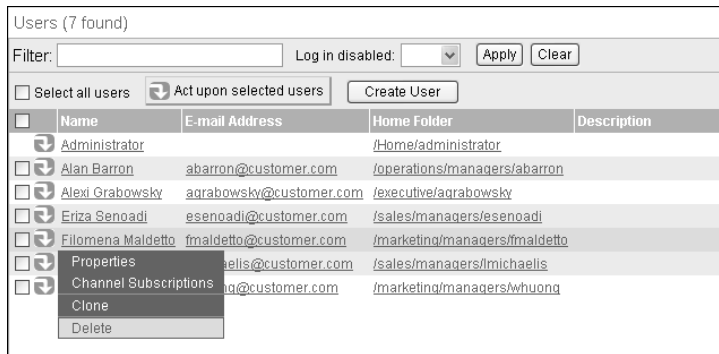 Users (7 found)
Filter: Log in disabled: Apply Clear
Select all users Act upon selected users Create User
Name E-mail Address Home Folder Description
Administrator /Home/administrator
Alan Barron abarron@customer.com /operations/managers/abarron
Alexi Grabowsky agrabowsky@customer.com /executive/agrabowsky
Eriza Senoadi esenoadi@customer.com /sales/managers/esenoadi
Filomena Maldetto fmaldetto@customer.com /marketing/managers/fmaldetto
Properties aelis@customer.com /sales/managers/lmichaelis
Channel Subscriptions g@customer.com /marketing/managers/whuong
Clone
Delete